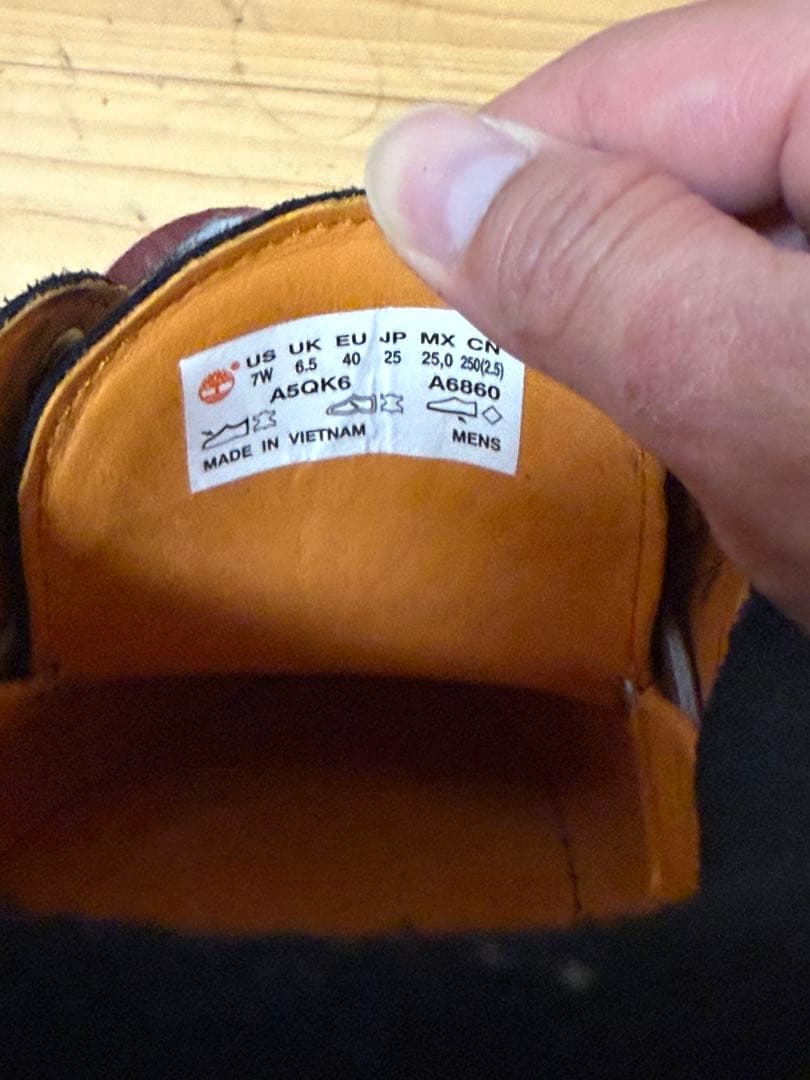 US UK EU JP MX CN
7W 6.5 40 25 25,0 250(2.5)
A5QK6 A6860
MADE IN VIETNAM MENS